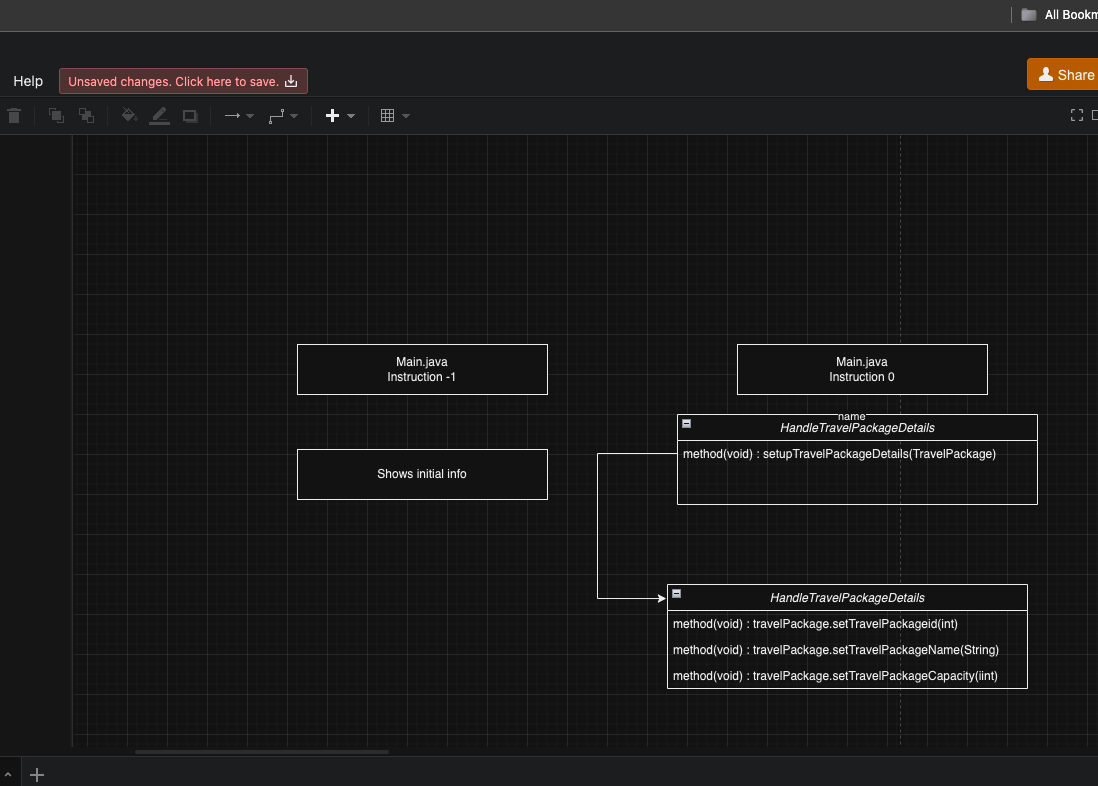 All Bookm
Help
Unsaved changes. Click here to save.
Share
Main.java
Instruction -1
Main.java
Instruction 0
name
HandleTravelPackageDetails
method(void) : setupTravelPackageDetails(TravelPackage)
Shows initial info
HandleTravelPackageDetails
method(void) : travelPackage.setTravelPackageid(int)
method(void) : travelPackage.setTravelPackageName(String)
method(void) : travelPackage.setTravelPackageCapacity(iint)